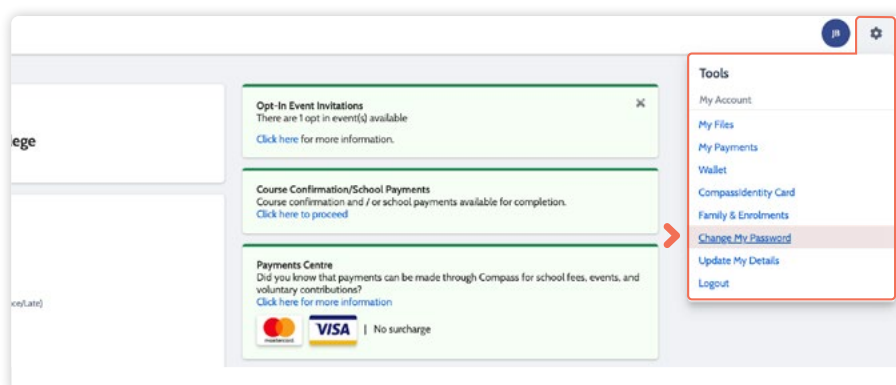 JB
Tools
My Account
My Files
My Payments
Wallet
CompassIdentity Card
Family & Enrolments
Change My Password
Update My Details
Logout
lege
Opt-In Event Invitations
There are 1 opt in event(s) available
Click here for more information.
Course Confirmation/School Payments
Course confirmation and / or school payments available for completion.
Click here to proceed
Payments Centre
Did you know that payments can be made through Compass for school fees, events, and
voluntary contributions?
Click here for more information
mastercard
VISA | No surcharge
ce/Late)